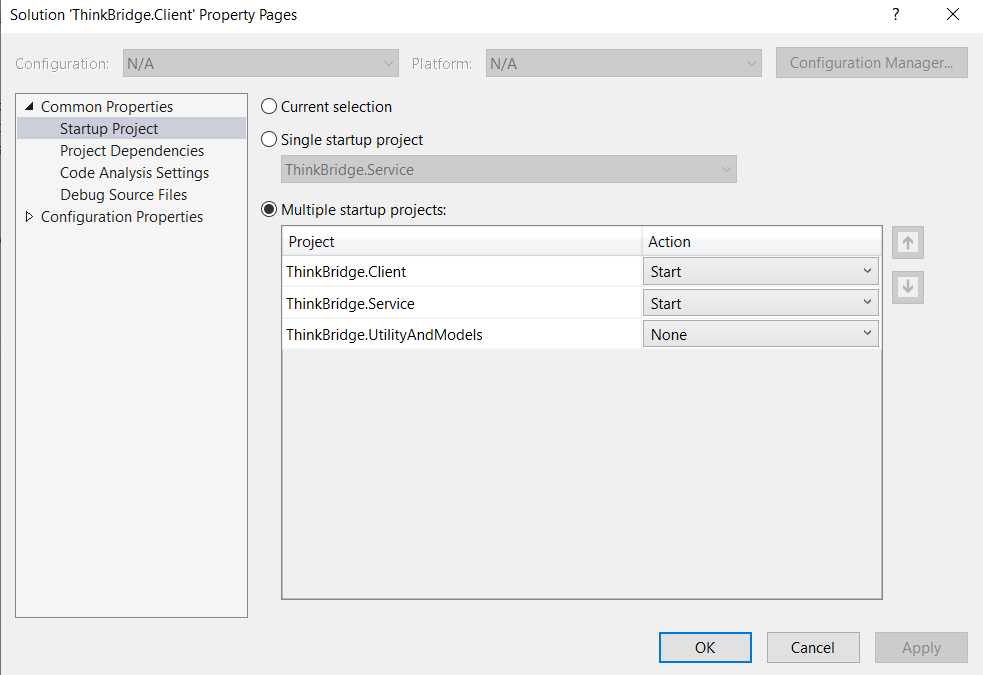 Solution 'ThinkBridge.Client' Property Pages
?
Configuration: N/A Platform: N/A Configuration Manager...
Common Properties
Startup Project
Project Dependencies
Code Analysis Settings
Debug Source Files
Configuration Properties
Current selection
Single startup project
ThinkBridge.Service
Multiple startup projects:
Project Action
ThinkBridge.Client Start
ThinkBridge.Service Start
ThinkBridge.UtilityAndModels None
OK Cancel Apply